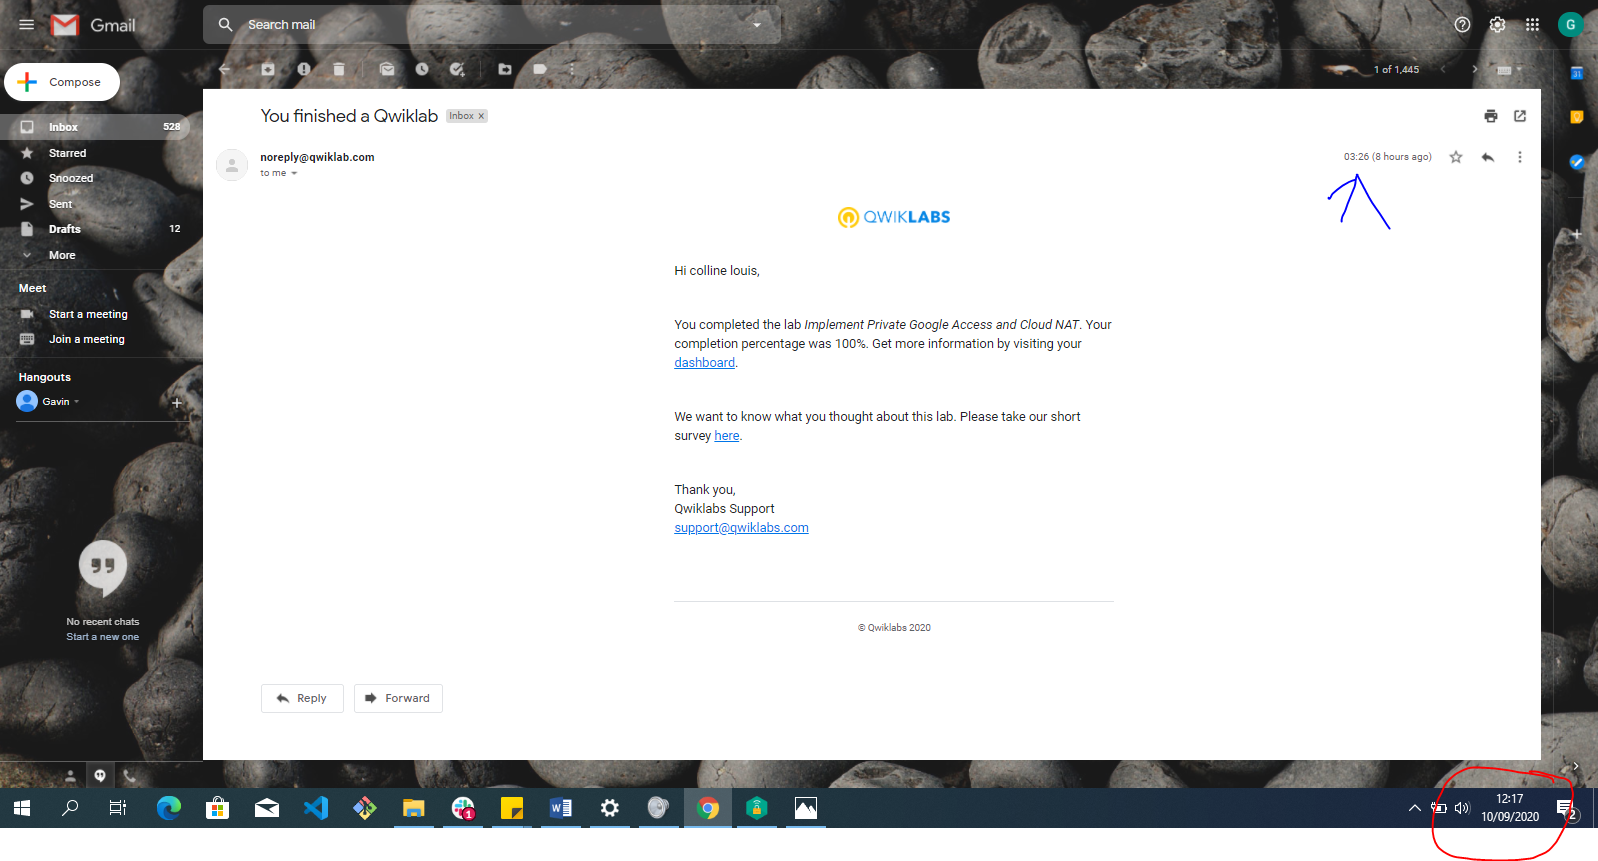 Gmail
Search mail
G
Compose
1 of 1,445
31
You finished a Qwiklab Inbox x
Inbox 528
Starred
Snoozed
Sent
Drafts 12
More
noreply@qwiklab.com
to me
03:26 (8 hours ago)
QWIKLABS
Hi colline louis,
You completed the lab Implement Private Google Access and Cloud NAT. Your
completion percentage was 100%. Get more information by visiting your
dashboard.
We want to know what you thought about this lab. Please take our short
survey here.
Thank you,
Qwiklabs Support
support@qwiklabs.com
© Qwiklabs 2020
Reply
Forward
Meet
Start a meeting
Join a meeting
Hangouts
Gavin
No recent chats
Start a new one
1
W
12:17
10/09/2020
2